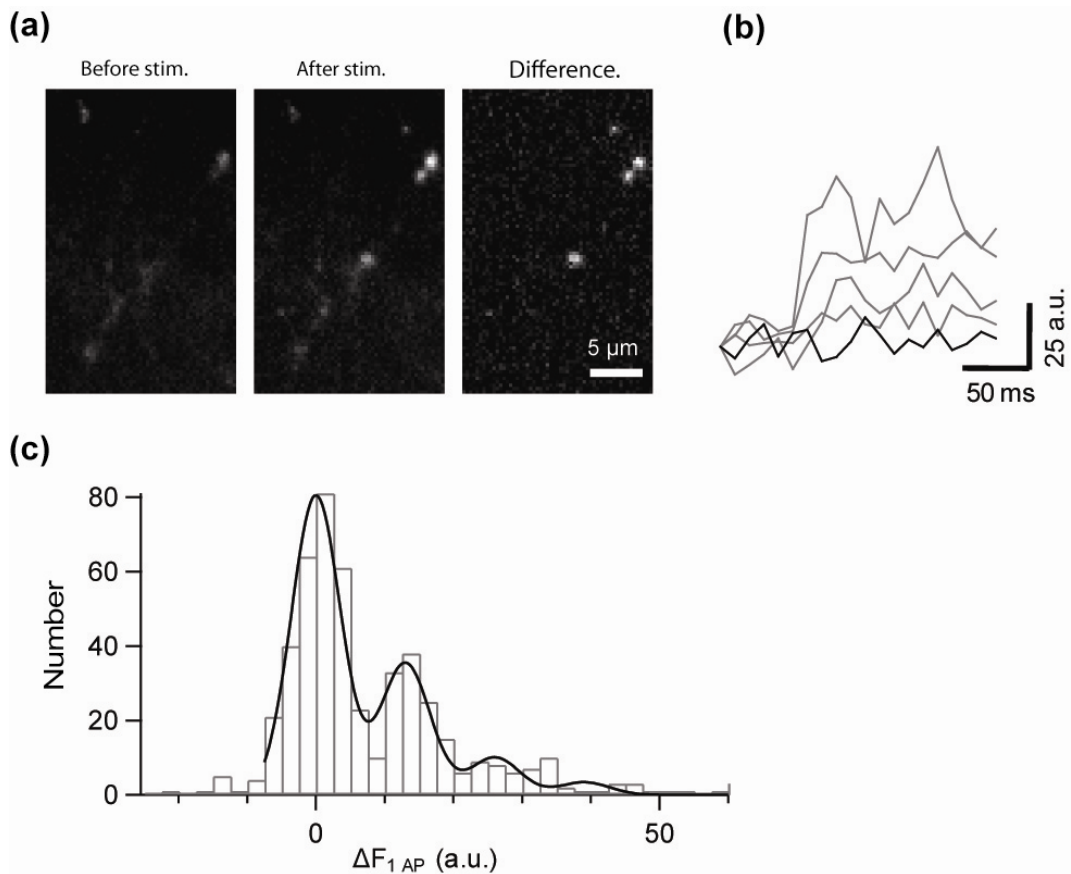 (a)
Before stim.
After stim.
Difference.
5 µm
(b)
25 a.u.
50 ms
(c)
80
60
40
20
0
Number
0
50
ΔF1 AP (a.u.)